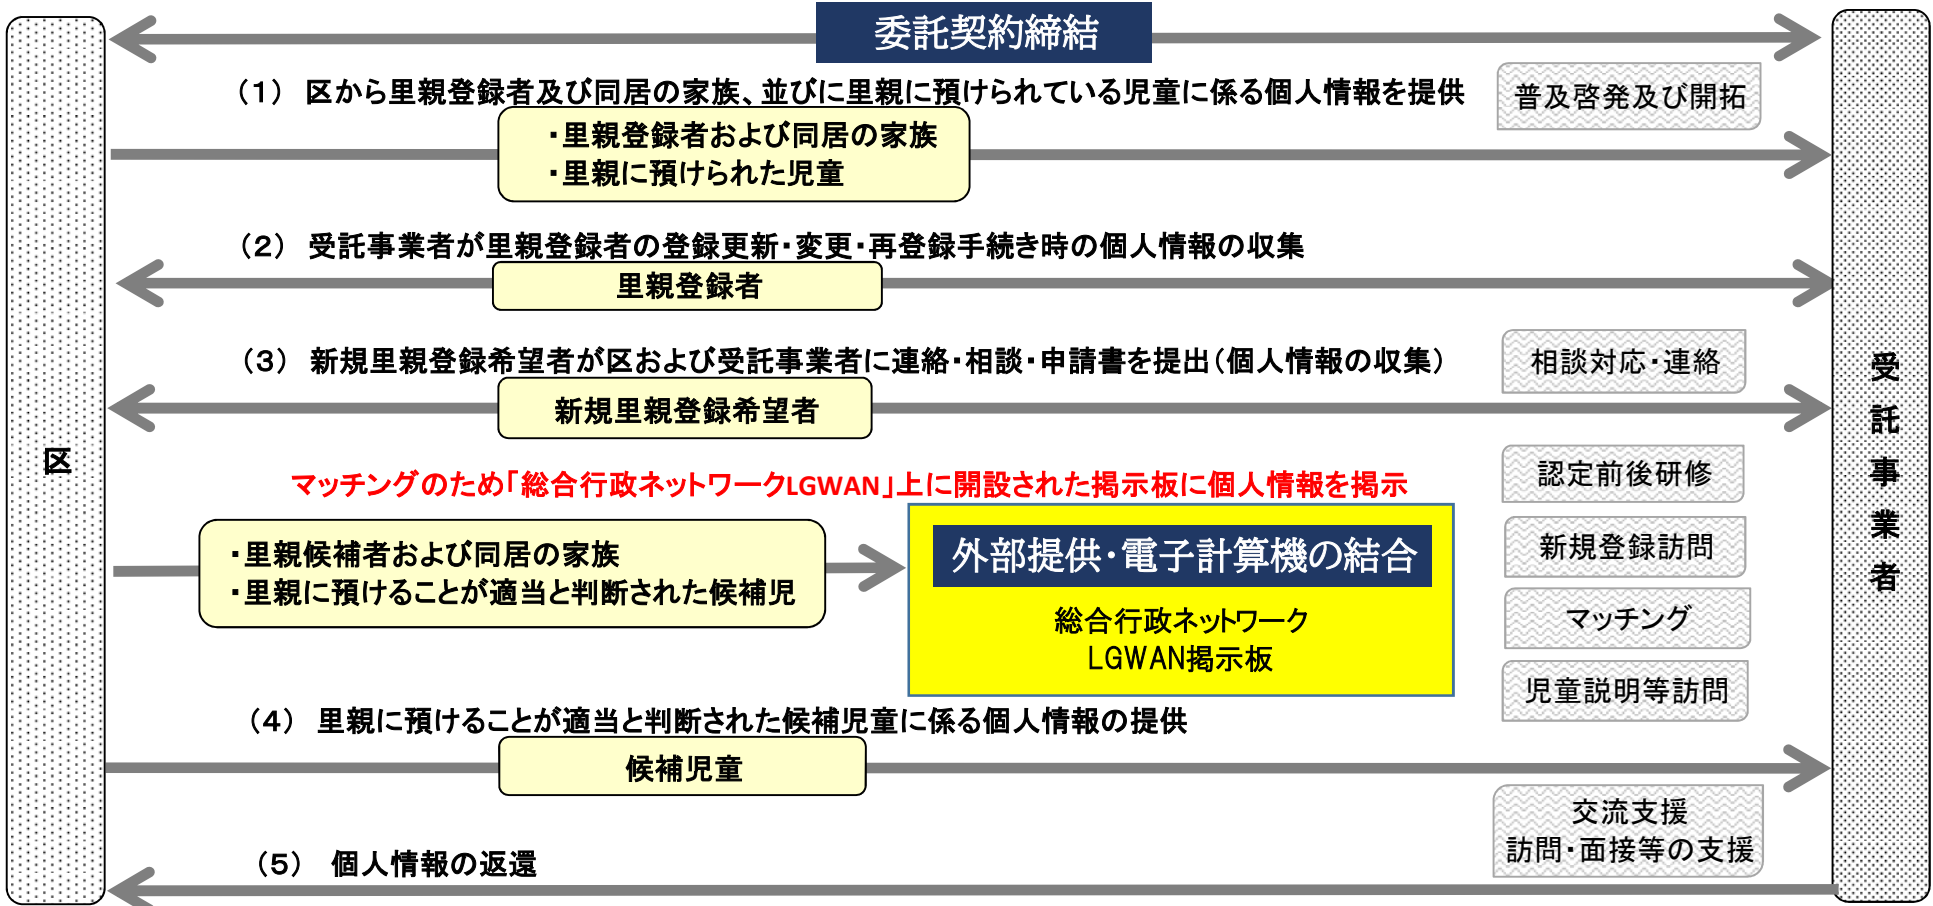 委託契約締結
（１） 区から里親登録者及び同居の家族、並びに里親に預けられている児童に係る個人情報を提供
普及啓発及び開拓
・里親登録者および同居の家族
・里親に預けられた児童
（２） 受託事業者が里親登録者の登録更新・変更・再登録手続き時の個人情報の収集
里親登録者
（３） 新規里親登録希望者が区および受託事業者に連絡・相談・申請書を提出（個人情報の収集）
相談対応・連絡
新規里親登録希望者
区
受託事業者
マッチングのため「総合行政ネットワークLGWAN」上に開設された掲示板に個人情報を掲示
認定前後研修
・里親候補者および同居の家族
・里親に預けることが適当と判断された候補児
外部提供・電子計算機の結合
総合行政ネットワーク
LGWAN掲示板
新規登録訪問
マッチング
児童説明等訪問
（４） 里親に預けることが適当と判断された候補児童に係る個人情報の提供
候補児童
交流支援
訪問・面接等の支援
（５） 個人情報の返還